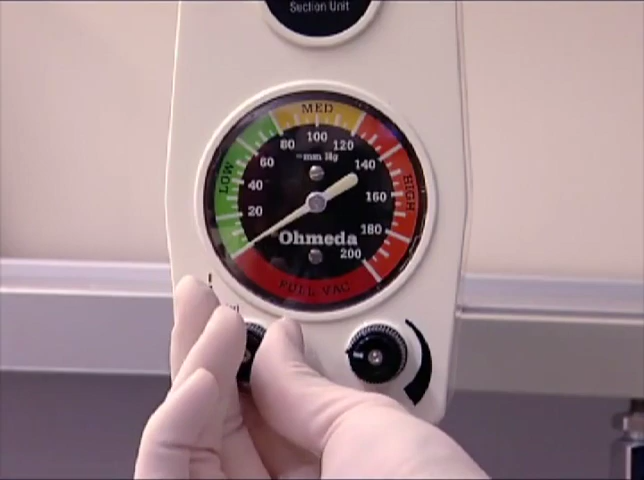 Suction Unit
MED
LOW
HIGH
80 100 120
60 -mm Hg 140
40 160
20 180
Ohmeda
200
FULL VAC